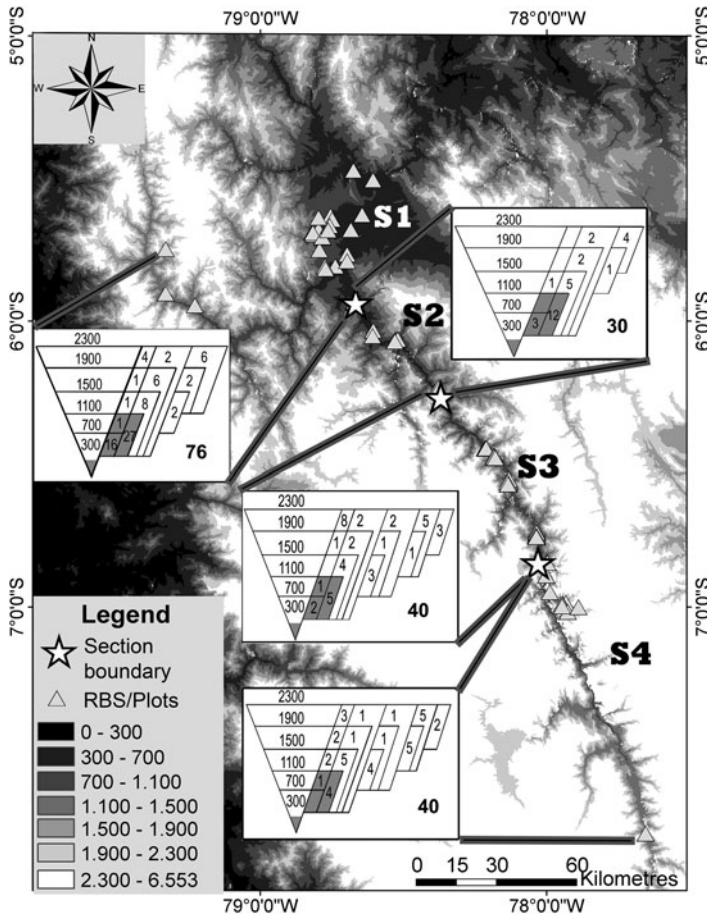 79°0'0"W 78°0'0"W
5°0'0"S 5°0'0"S
N
W E
S
S1
2300
1900 2 4
1500 2 1
1100 1 5
700
300 3 12
30
6°0'0"S 6°0'0"S
S2
2300
1900 4 2 6
1500 1 6 2
1100 1 8 2
700 1
300 16 27
76
S3
2300
1900 8 2 2 5
1500 1 2 1 1 3
1100 4 3
700 1
300 2 5
40
7°0'0"S 7°0'0"S
S4
2300
1900 3 1 1 5 2
1500 2 1 1 5
1100 2 5 4
700 1
300 4
40
Legend
Section
boundary
RBS/Plots
0 - 300
300 - 700
700 - 1.100
1.100 - 1.500
1.500 - 1.900
1.900 - 2.300
2.300 - 6.553
0 15 30 60
Kilometres
79°0'0"W 78°0'0"W